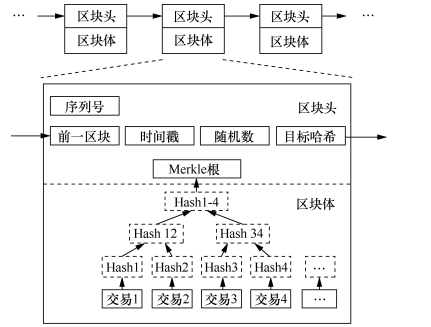 … 区块头 区块头 区块头 …
区块体 区块体 区块体
序列号 区块头
前一区块 时间戳 随机数 目标哈希
Merkle根
Hash1-4 区块体
Hash 12 Hash 34
Hash1 Hash2 Hash3 Hash4 …
交易1 交易2 交易3 交易4 …